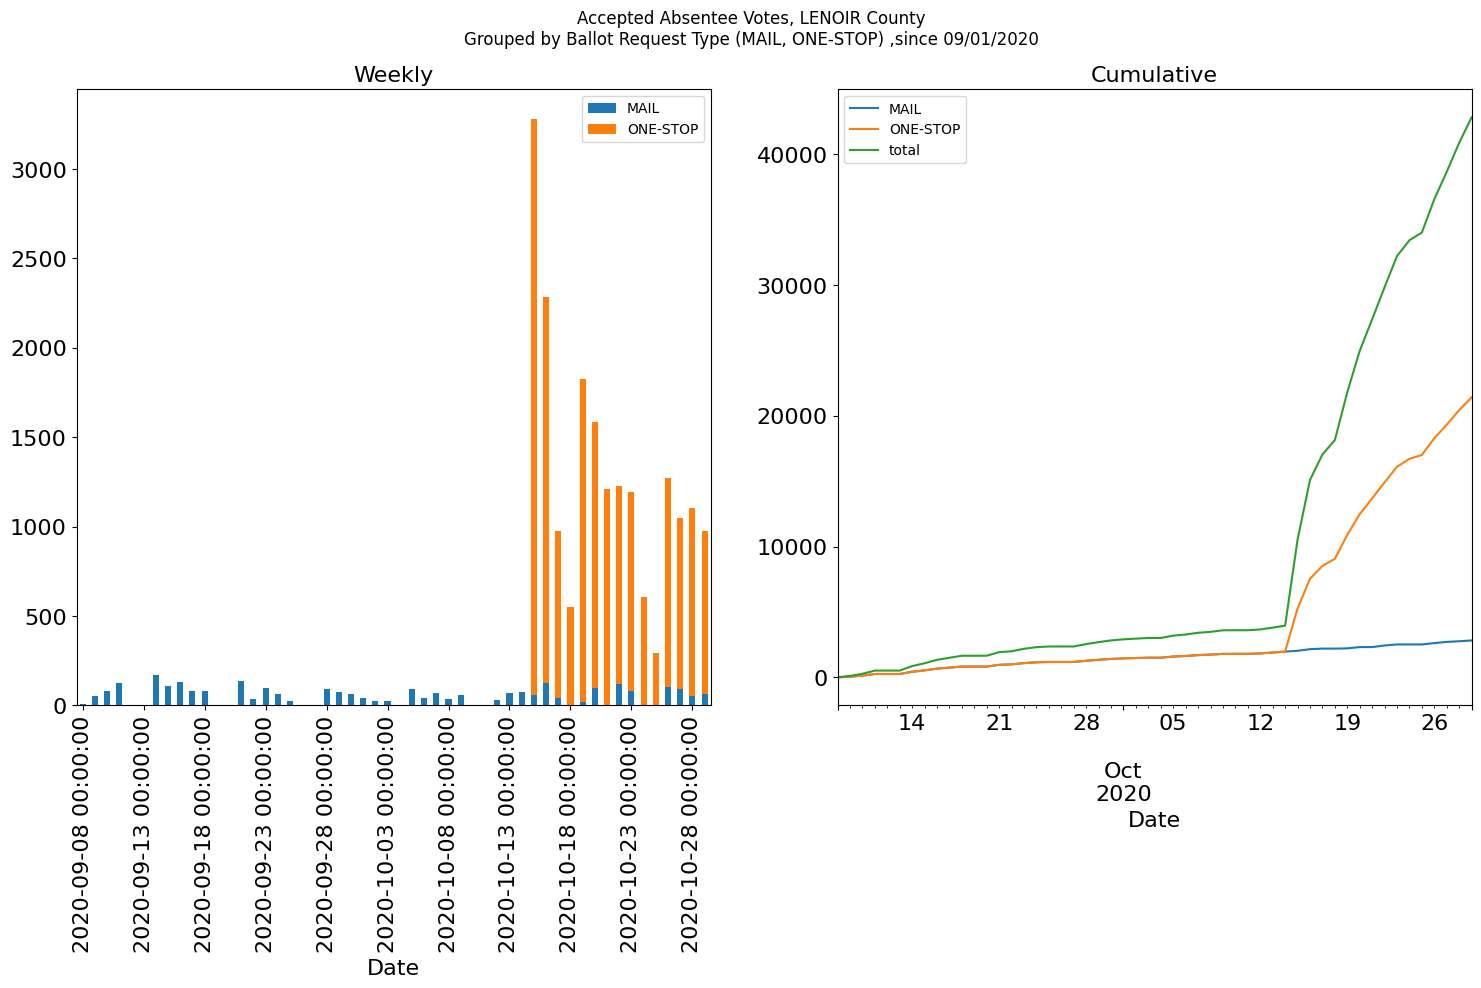 Accepted Absentee Votes, LENOIR County
Grouped by Ballot Request Type (MAIL, ONE-STOP) ,since 09/01/2020
Weekly
MAIL
ONE-STOP
3000
2500
2000
1500
1000
500
0
2020-09-08 00:00:00
2020-09-13 00:00:00
2020-09-18 00:00:00
2020-09-23 00:00:00
2020-09-28 00:00:00
2020-10-03 00:00:00
2020-10-08 00:00:00
2020-10-13 00:00:00
2020-10-18 00:00:00
2020-10-23 00:00:00
2020-10-28 00:00:00
Date
Cumulative
MAIL
ONE-STOP
total
40000
30000
20000
10000
0
14 21 28 05 12 19 26
Oct
2020
Date